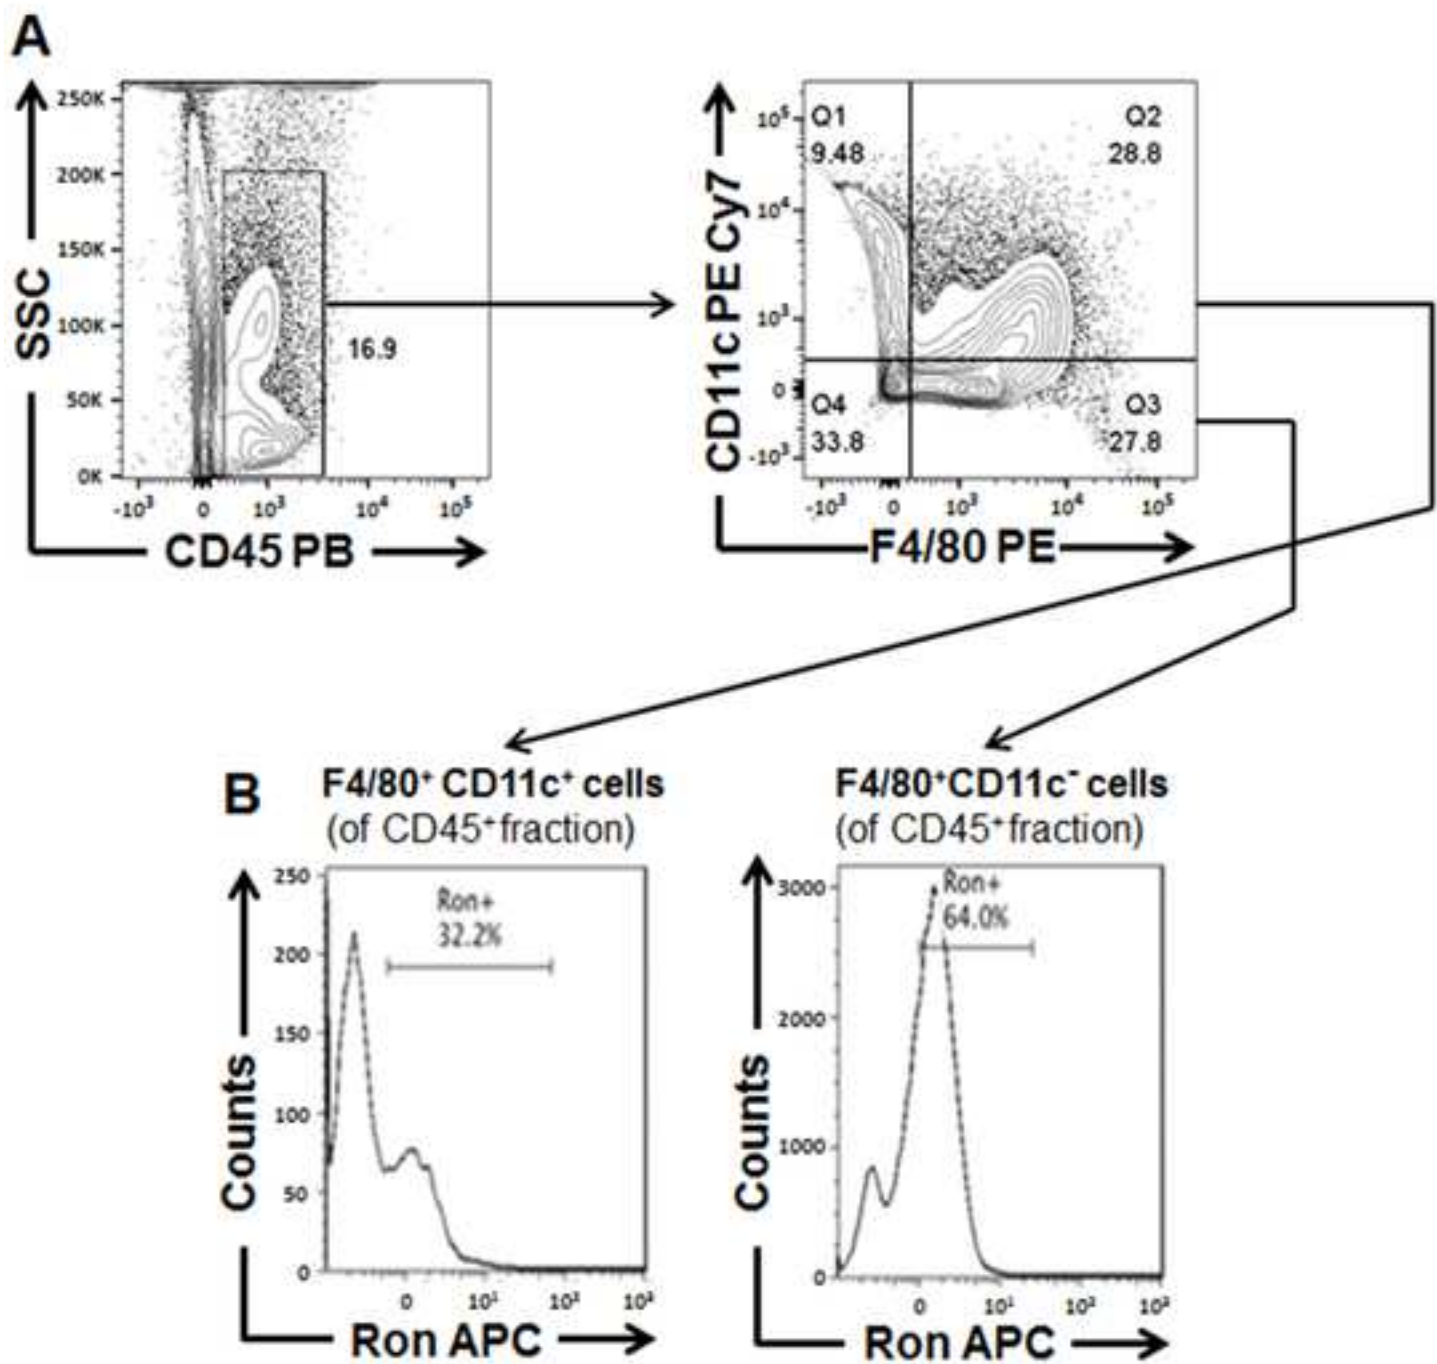 A
SSC
250K
200K
150K
100K
50K
0K
16.9
-10³ 0 10³ 10⁴ 10⁵
CD45 PB
CD11c PE Cy7
10⁵
10⁴
10³
0
-10³
Q1
9.48
Q2
28.8
Q4
33.8
Q3
27.8
-10³ 0 10³ 10⁴ 10⁵
F4/80 PE
B
F4/80⁺ CD11c⁺ cells
(of CD45⁺ fraction)
Counts
250
200
150
100
50
0
Ron+
32.2%
0 10¹ 10² 10²
Ron APC
F4/80⁺CD11c⁻ cells
(of CD45⁺ fraction)
Counts
3000
2000
1000
0
Ron+
64.0%
0 10¹ 10² 10²
Ron APC